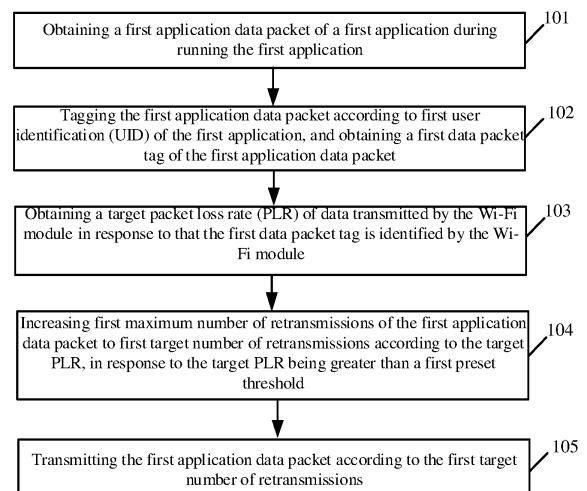 Obtaining a first application data packet of a first application during
running the first application
101
Tagging the first application data packet according to first user
identification (UID) of the first application, and obtaining a first data packet
tag of the first application data packet
102
Obtaining a target packet loss rate (PLR) of data transmitted by the Wi-Fi
module in response to that the first data packet tag is identified by the Wi-
Fi module
103
Increasing first maximum number of retransmissions of the first application
data packet to first target number of retransmissions according to the target
PLR, in response to the target PLR being greater than a first preset
threshold
104
Transmitting the first application data packet according to the first target
number of retransmissions
105